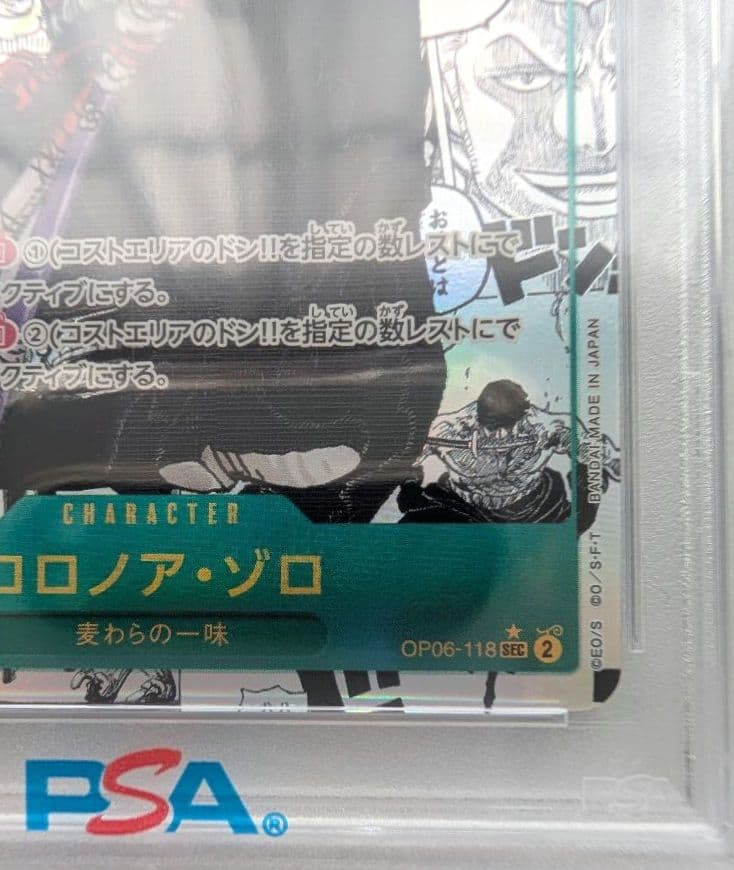 ①(コストエリアのドン!!を指定の数レストにで
クティブにする。
②(コストエリアのドン!!を指定の数レストにで
クティブにする。
おとは
ドン!!
CHARACTER
ロロノア・ゾロ
麦わらの一味
OP06-118 SEC 2
©EO/S ©O/S・F・T BANDAI MADE IN JAPAN
PSA®
PSA